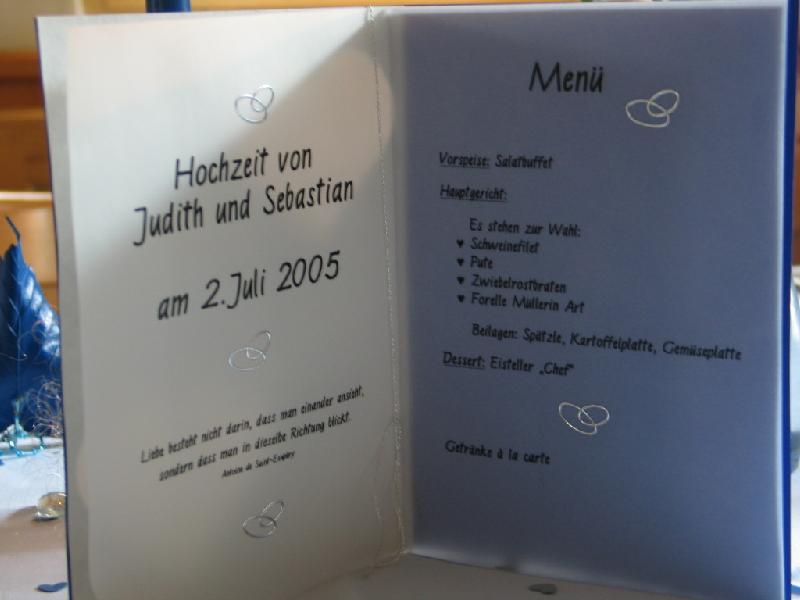 Hochzeit von
Judith und Sebastian
am 2. Juli 2005
Liebe besteht nicht darin, dass man einander ansieht,
sondern dass man in dieselbe Richtung blickt.
Antoine de Saint-Exupéry
Menü
Vorspeise: Salatbuffet
Hauptgericht:
Es stehen zur Wahl:
♥ Schweinefilet
♥ Pute
♥ Zwiebelrostbraten
♥ Forelle Müllerin Art
Beilagen: Spätzle, Kartoffelplatte, Gemüseplatte
Dessert: Eisteller „Chef“
Getränke à la carte